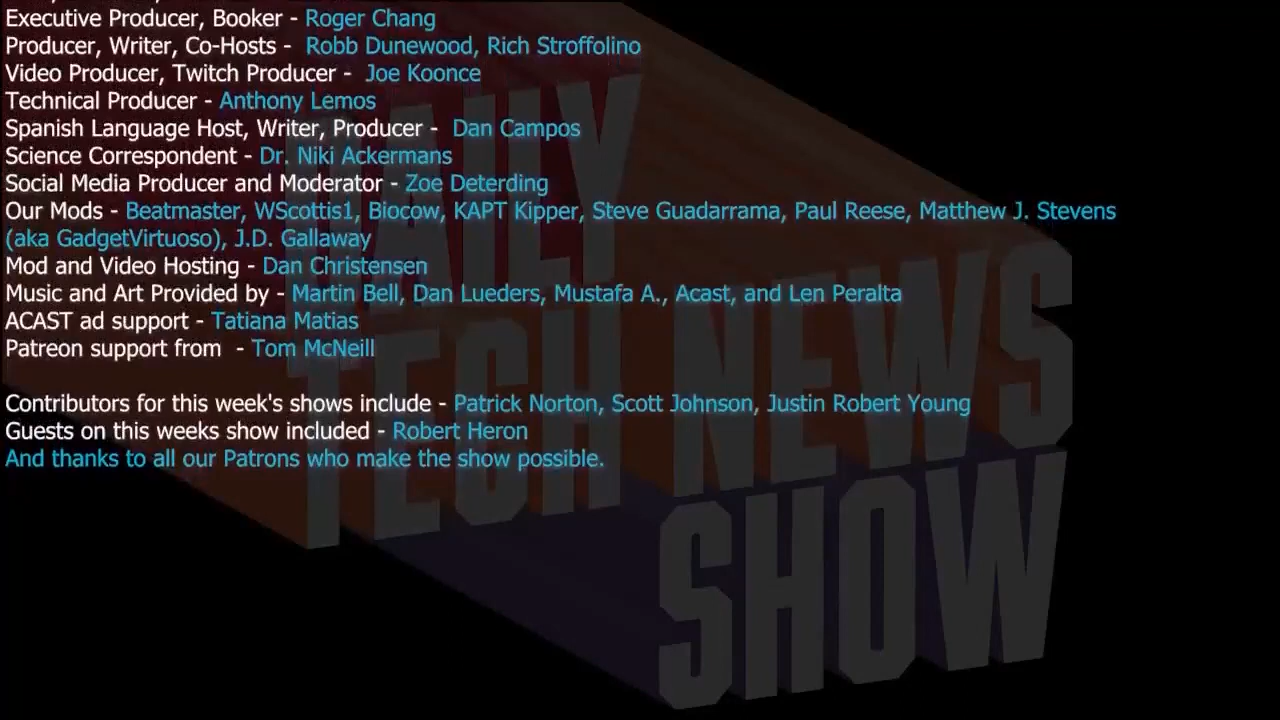 Executive Producer, Booker - Roger Chang
Producer, Writer, Co-Hosts -  Robb Dunewood, Rich Stroffolino
Video Producer, Twitch Producer -  Joe Koonce
Technical Producer - Anthony Lemos
Spanish Language Host, Writer, Producer -  Dan Campos
Science Correspondent - Dr. Niki Ackermans
Social Media Producer and Moderator - Zoe Deterding
Our Mods - Beatmaster, WScottis1, Biocow, KAPT Kipper, Steve Guadarrama, Paul Reese, Matthew J. Stevens
(aka GadgetVirtuoso), J.D. Gallaway
Mod and Video Hosting - Dan Christensen
Music and Art Provided by - Martin Bell, Dan Lueders, Mustafa A., Acast, and Len Peralta
ACAST ad support - Tatiana Matias
Patreon support from  - Tom McNeill
Contributors for this week's shows include - Patrick Norton, Scott Johnson, Justin Robert Young
Guests on this weeks show included - Robert Heron
And thanks to all our Patrons who make the show possible.
DAILY
TECH NEWS
SHOW